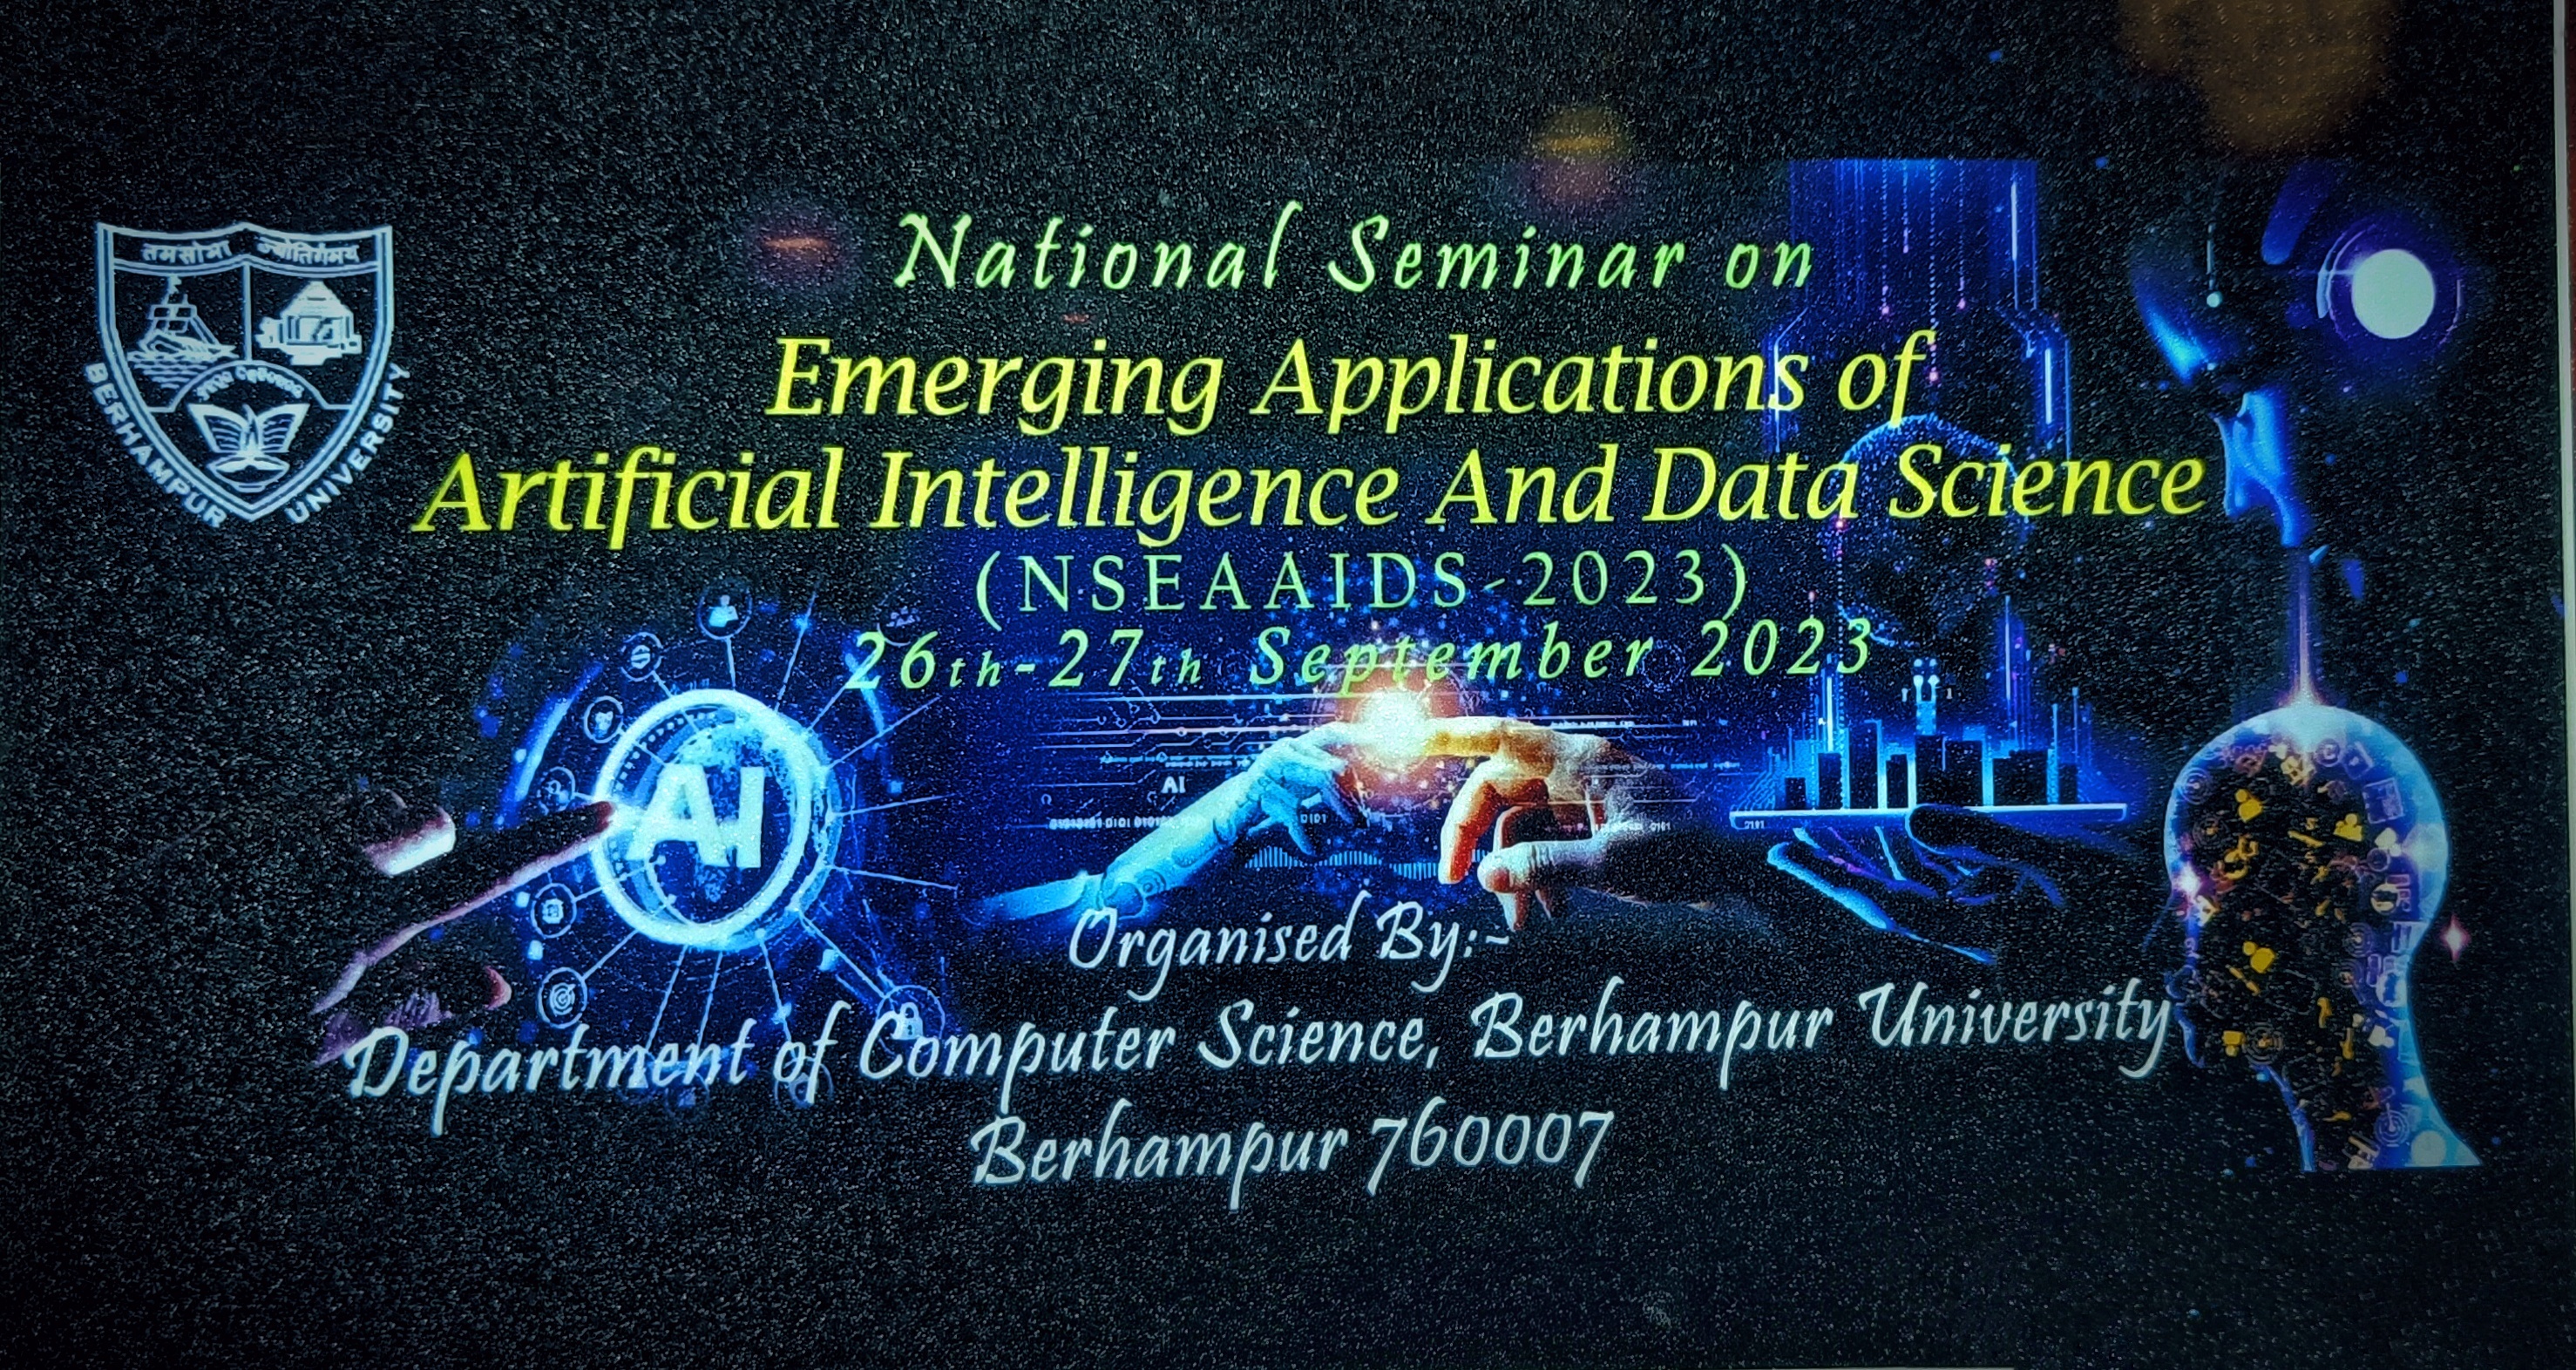 तमसोमा ज्योतिर्गमय
BERHAMPUR UNIVERSITY
National Seminar on
Emerging Applications of
Artificial Intelligence And Data Science
(NSEAAIDS-2023)
26th-27th September 2023
AI
AI
Organised By:-
Department of Computer Science, Berhampur University
Berhampur 760007